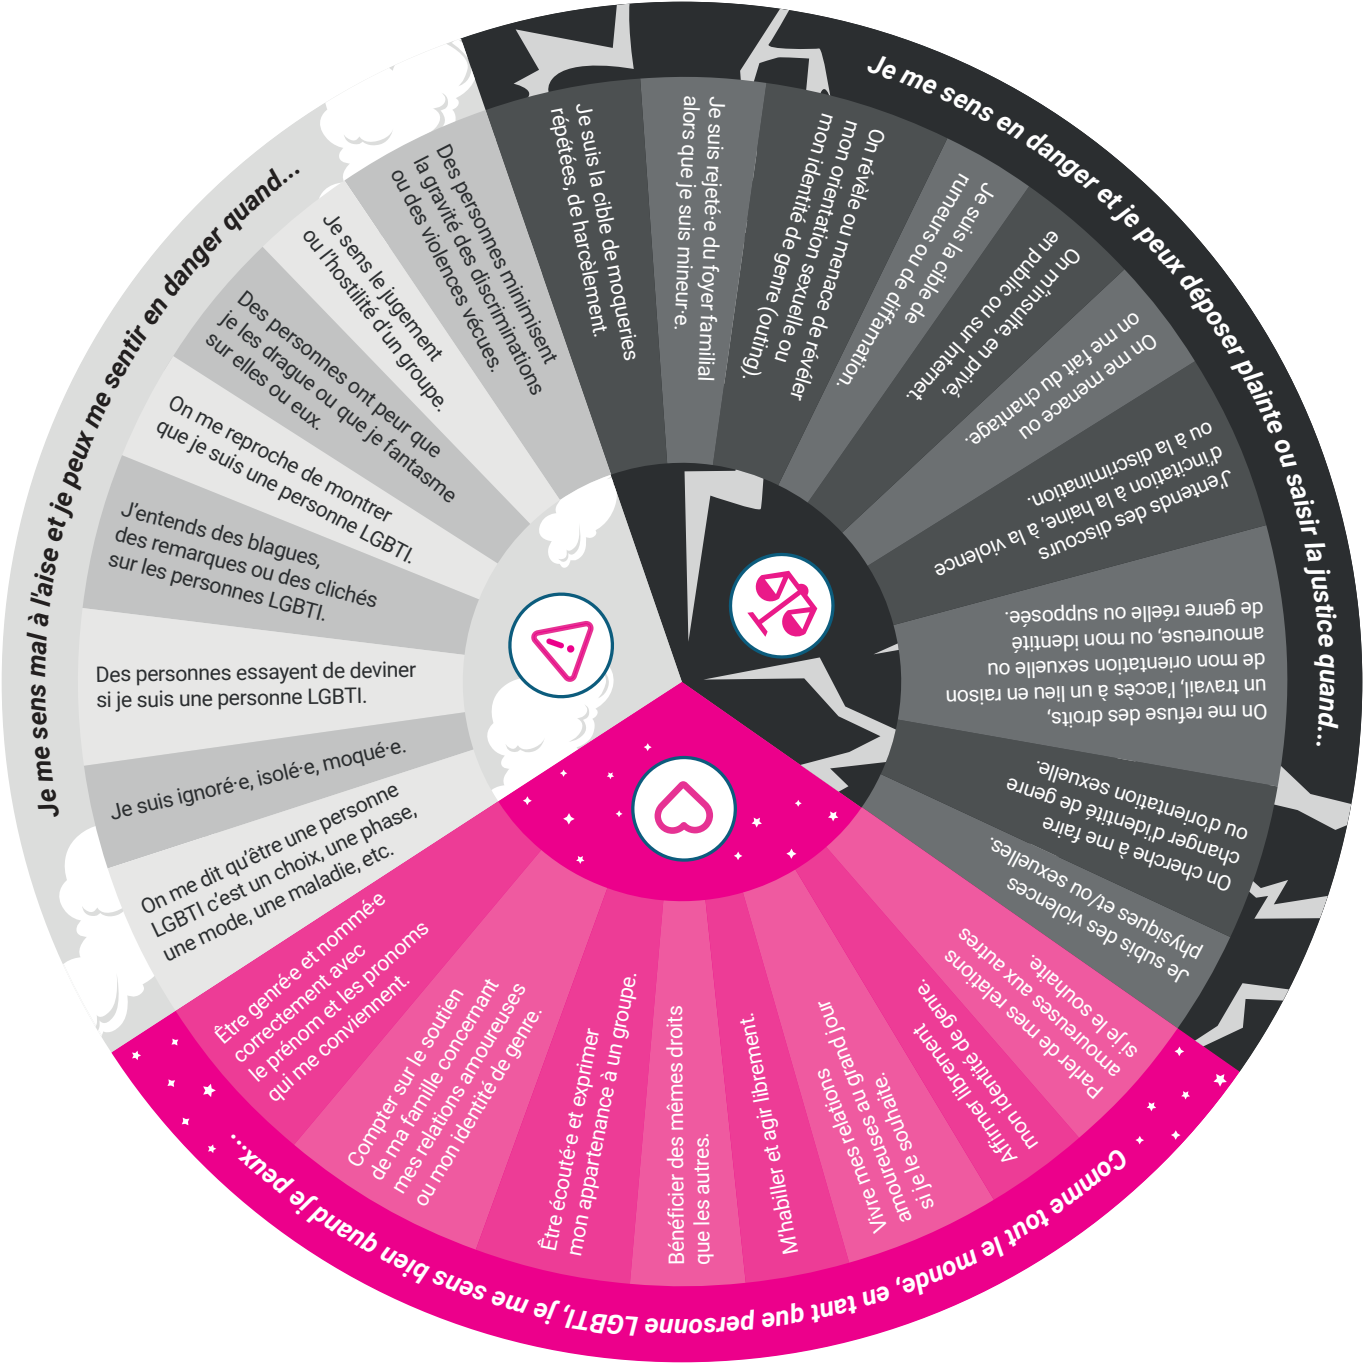 Je me sens mal à l'aise et je peux me sentir en danger quand...
On me dit qu'être une personne
LGBTI c'est un choix, une phase,
une mode, une maladie, etc.
Je suis ignoré·e, isolé·e, moqué·e.
Des personnes essayent de deviner
si je suis une personne LGBTI.
J'entends des blagues,
des remarques ou des clichés
sur les personnes LGBTI.
On me reproche de montrer
que je suis une personne LGBTI.
Des personnes ont peur que
je les drague ou que je fantasme
sur elles ou eux.
Je sens le jugement
ou l'hostilité d'un groupe.
Des personnes minimisent
la gravité des discriminations
ou des violences vécues.
Je me sens en danger et je peux déposer plainte ou saisir la justice quand...
Je suis la cible de moqueries
répétées, de harcèlement.
Je suis rejeté·e du foyer familial
alors que je suis mineur·e.
On révèle ou menace de révéler
mon orientation sexuelle ou
mon identité de genre (outing).
Je suis la cible de
rumeurs ou de diffamation.
On m'insulte, en privé,
en public ou sur Internet.
On me menace ou
on me fait du chantage.
J'entends des discours
d'incitation à la haine, à la violence
ou à la discrimination.
On me refuse des droits,
un travail, l'accès à un lieu en raison
de mon orientation sexuelle ou
amoureuse, ou mon identité
de genre réelle ou supposée.
On cherche à me faire
changer d'identité de genre
ou d'orientation sexuelle.
Je subis des violences
physiques et/ou sexuelles.
Comme tout le monde, en tant que personne LGBTI, je me sens bien quand je peux...
Parler de mes relations
amoureuses aux autres
si je le souhaite.
Affirmer librement
mon identité de genre.
Vivre mes relations
amoureuses au grand jour
si je le souhaite.
M'habiller et agir librement.
Bénéficier des mêmes droits
que les autres.
Être écouté·e et exprimer
mon appartenance à un groupe.
Compter sur le soutien
de ma famille concernant
mes relations amoureuses
ou mon identité de genre.
Être genrée et nommée
correctement avec
le prénom et les pronoms
qui me conviennent.